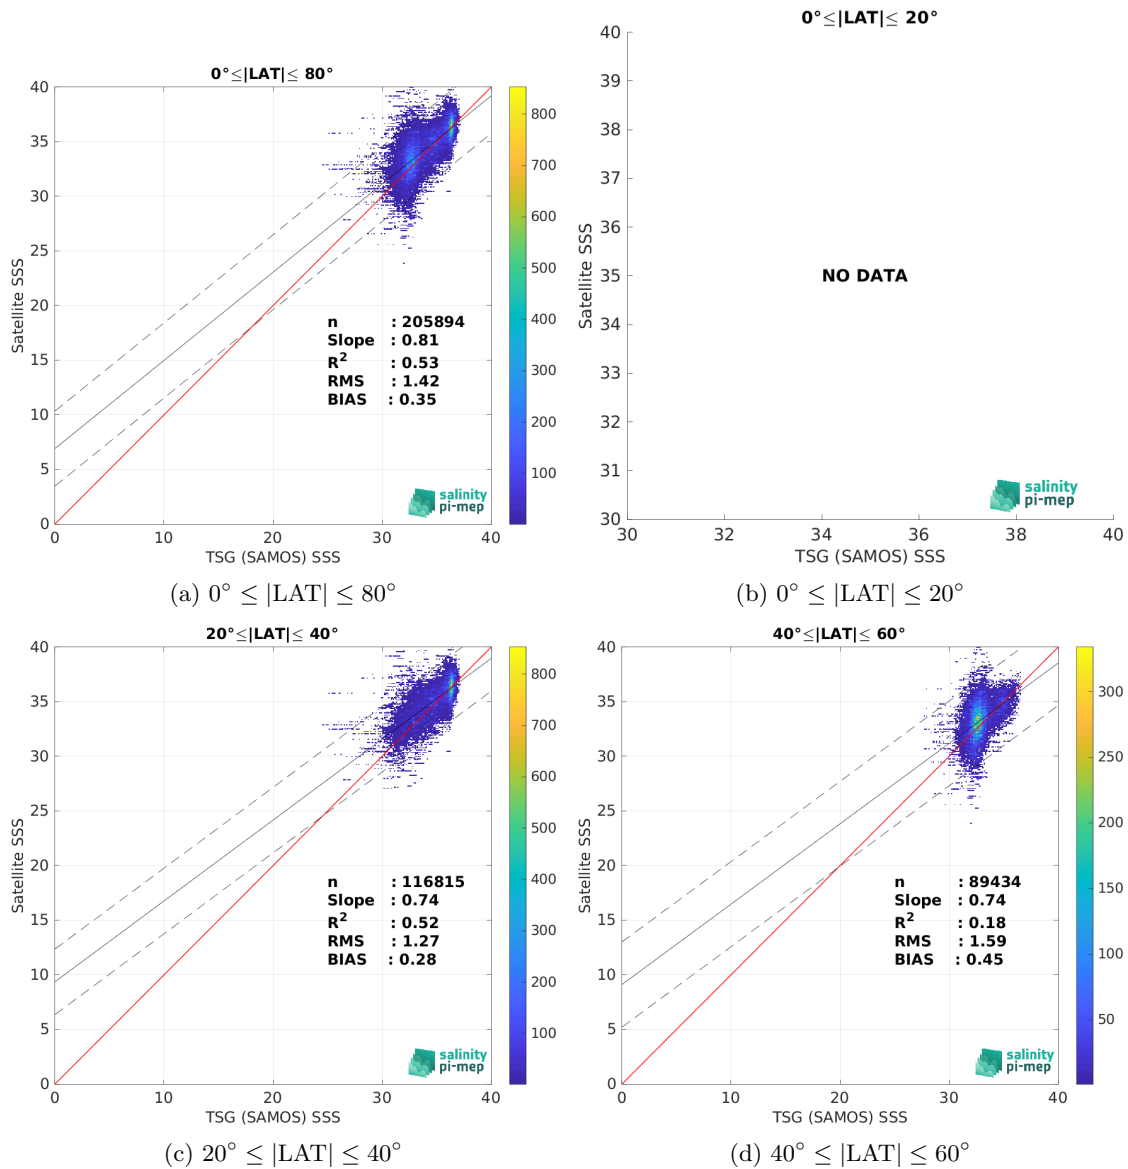 0°≤|LAT|≤ 80°
Satellite SSS
40
35
30
25
20
15
10
5
0
0
10
20
30
40
TSG (SAMOS) SSS
800
700
600
500
400
300
200
100
n : 205894
Slope : 0.81
R² : 0.53
RMS : 1.42
BIAS : 0.35
salinity
pi-mep
(a) 0° ≤ |LAT| ≤ 80°
0°≤|LAT|≤ 20°
Satellite SSS
40
39
38
37
36
35
34
33
32
31
30
30
32
34
36
38
40
TSG (SAMOS) SSS
NO DATA
salinity
pi-mep
(b) 0° ≤ |LAT| ≤ 20°
20°≤|LAT|≤ 40°
Satellite SSS
40
35
30
25
20
15
10
5
0
0
10
20
30
40
TSG (SAMOS) SSS
800
700
600
500
400
300
200
100
n : 116815
Slope : 0.74
R² : 0.52
RMS : 1.27
BIAS : 0.28
salinity
pi-mep
(c) 20° ≤ |LAT| ≤ 40°
40°≤|LAT|≤ 60°
Satellite SSS
40
35
30
25
20
15
10
5
0
0
10
20
30
40
TSG (SAMOS) SSS
300
250
200
150
100
50
n : 89434
Slope : 0.74
R² : 0.18
RMS : 1.59
BIAS : 0.45
salinity
pi-mep
(d) 40° ≤ |LAT| ≤ 60°